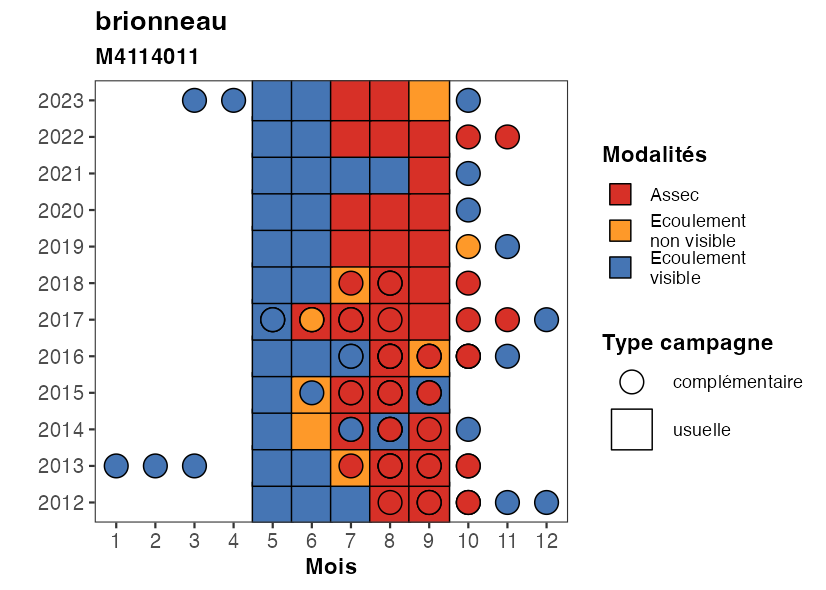 brionneau
M4114011
2023
2022
2021
2020
2019
2018
2017
2016
2015
2014
2013
2012
1 2 3 4 5 6 7 8 9 10 11 12
Mois
Modalités
Assec
Ecoulement
non visible
Ecoulement
visible
Type campagne
complémentaire
usuelle